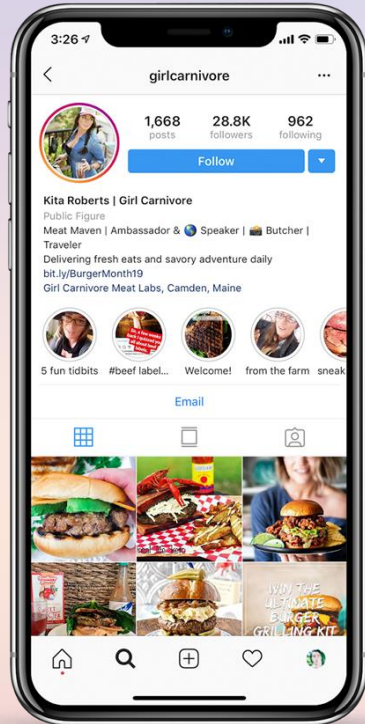 3:26
girlcarnivore
1,668 28.8K 962
posts followers following
Follow
Kita Roberts | Girl Carnivore
Public Figure
Meat Maven | Ambassador & 🌎 Speaker | 📸 Butcher |
Traveler
Delivering fresh eats and savory adventure daily
bit.ly/BurgerMonth19
Girl Carnivore Meat Labs, Camden, Maine
5 fun tidbits #beef label... Welcome! from the farm sneak
Email
WIN THE
ULTIMATE
BURGER
GRILLING KIT